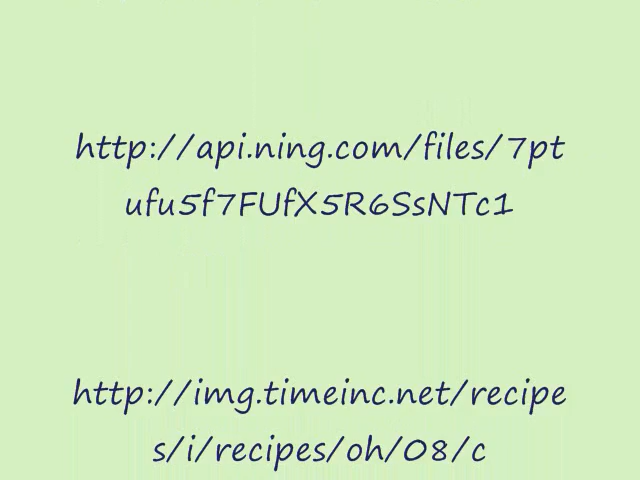 http://api.ning.com/files/7pt
ufu5f7FUfX5R6SsNTc1
http://img.timeinc.net/recipe
s/i/recipes/oh/08/c